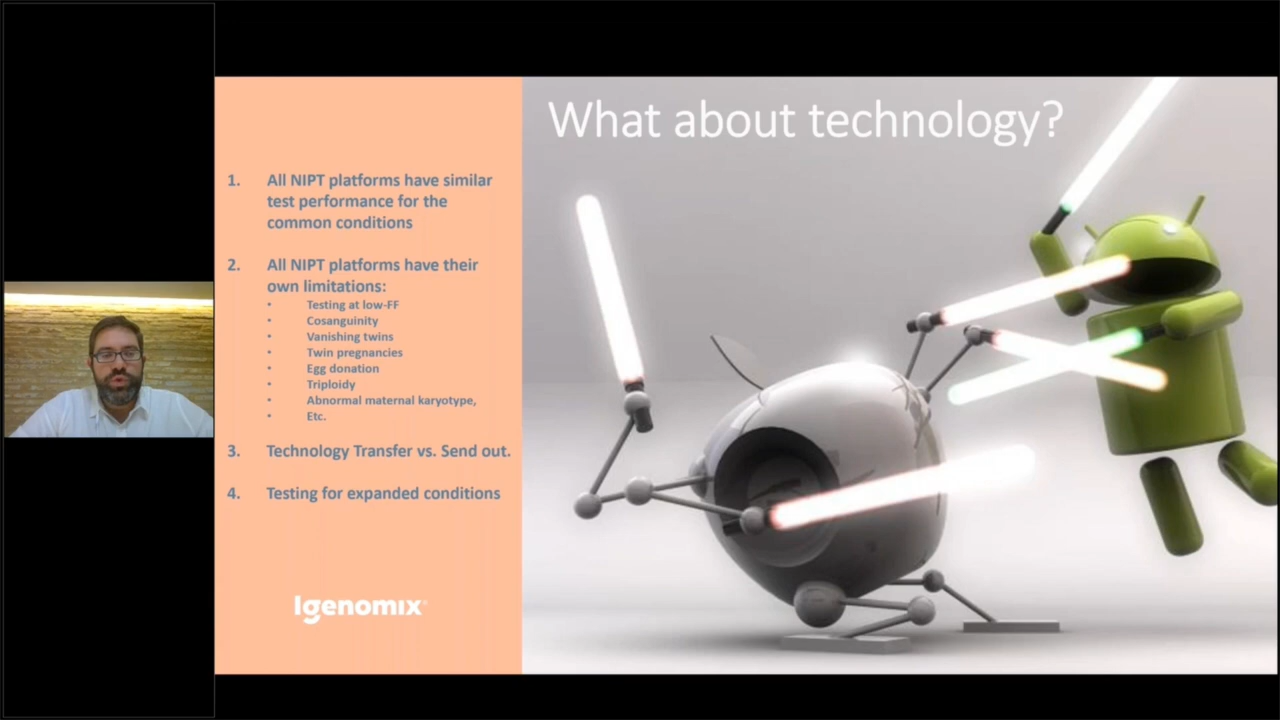 What about technology?
1. All NIPT platforms have similar
test performance for the
common conditions
2. All NIPT platforms have their
own limitations:
• Testing at low-FF
• Cosanguinity
• Vanishing twins
• Twin pregnancies
• Egg donation
• Triploidy
• Abnormal maternal karyotype,
• Etc.
3. Technology Transfer vs. Send out.
4. Testing for expanded conditions
Igenomix